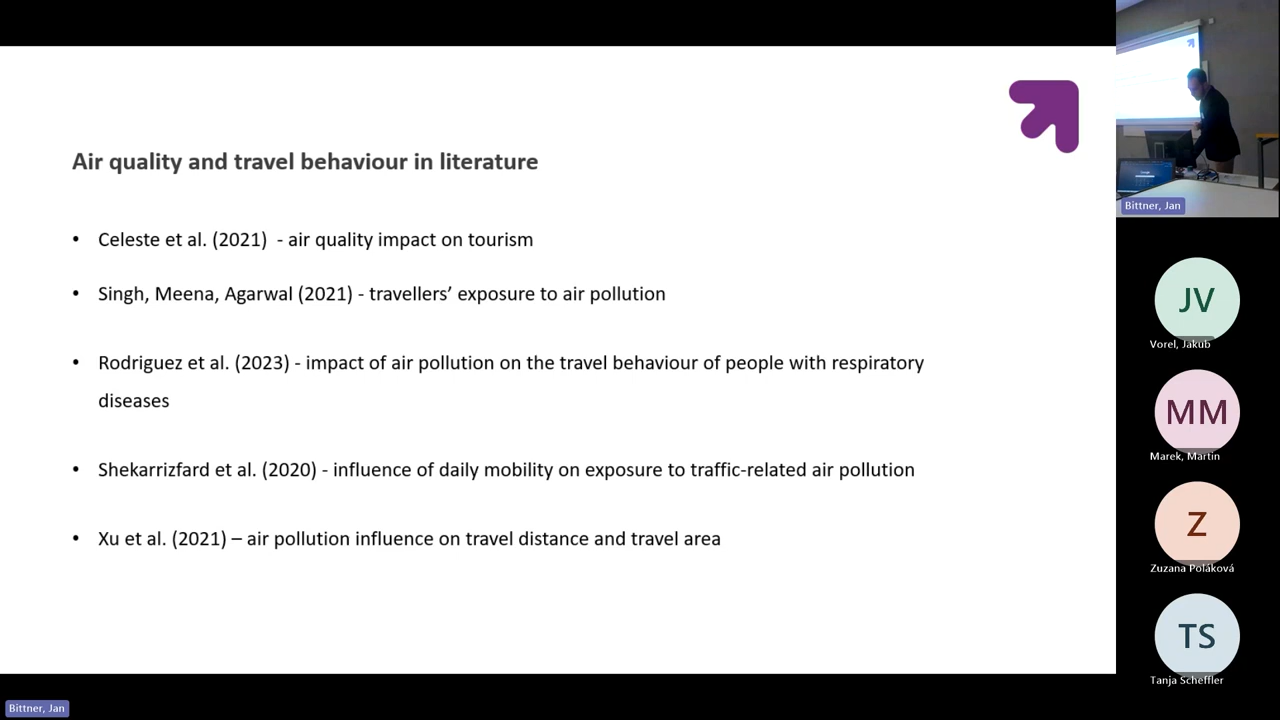 Air quality and travel behaviour in literature
• Celeste et al. (2021)  - air quality impact on tourism
• Singh, Meena, Agarwal (2021) - travellers’ exposure to air pollution
• Rodriguez et al. (2023) - impact of air pollution on the travel behaviour of people with respiratory
diseases
• Shekarrizfard et al. (2020) - influence of daily mobility on exposure to traffic-related air pollution
• Xu et al. (2021) – air pollution influence on travel distance and travel area
Bittner, Jan
JV
Vorel, Jakub
MM
Marek, Martin
Z
Zuzana Poláková
TS
Tanja Scheffler
Bittner, Jan